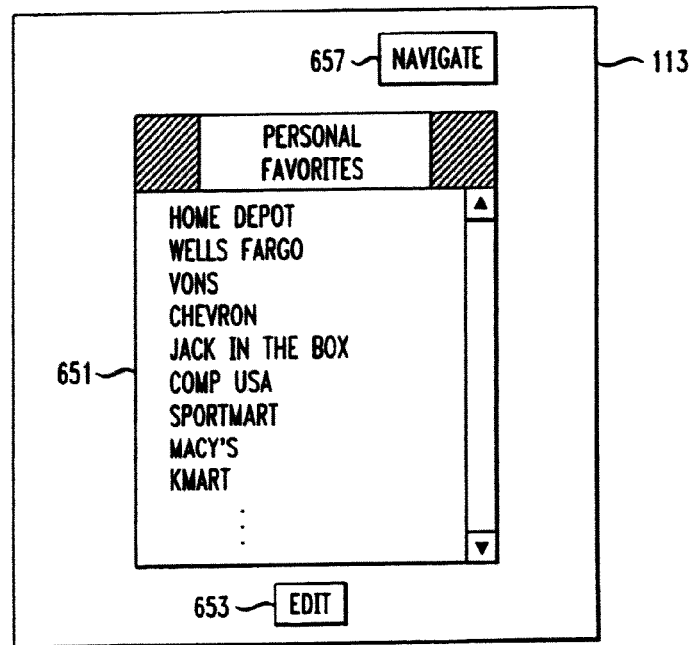 657 NAVIGATE 113
PERSONAL
FAVORITES
HOME DEPOT
WELLS FARGO
VONS
CHEVRON
JACK IN THE BOX
651 COMP USA
SPORTMART
MACY'S
KMART
.
.
.
653 EDIT